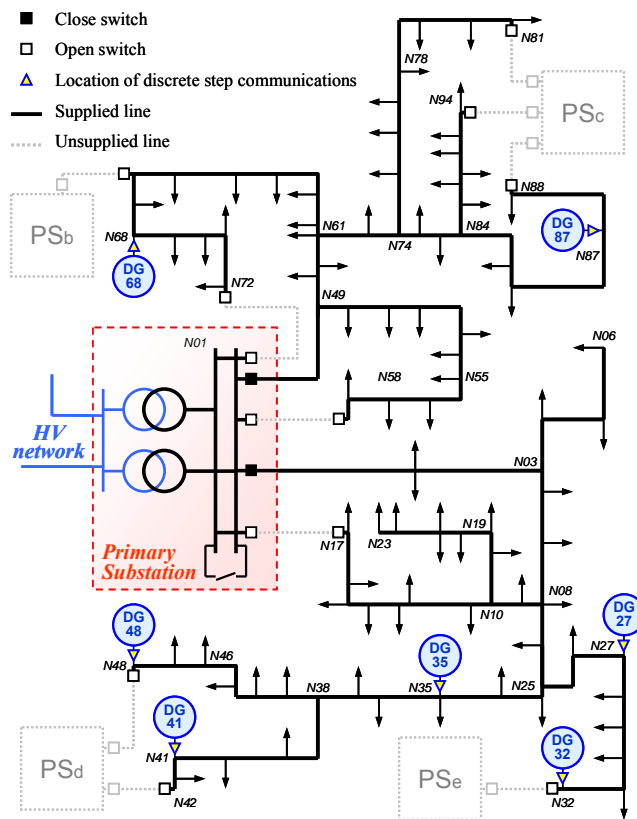 Close switch
Open switch
Location of discrete step communications
Supplied line
Unsupplied line
N81
N78
N94
PSc
N88
DG
87
N87
PSb
N68
DG
68
N72
N61
N74
N84
N49
N01
N06
N58
N55
HV
network
N03
Primary
Substation
N17
N23
N19
N10
N08
DG
27
N27
DG
48
N48
N46
DG
35
N38
N35
N25
DG
41
N41
N42
PSd
DG
32
PSe
N32